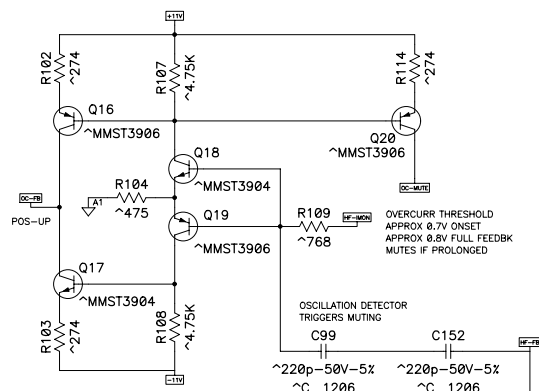 +11V
R102
^274
R107
^4.75K
R114
^274
Q16
^MMST3906
Q20
^MMST3906
Q18
^MMST3904
OC-MUTE
OC-FB
POS-UP
A1
R104
^475
Q19
^MMST3906
R109
^768
HF-IMON
OVERCURR THRESHOLD
APPROX 0.7V ONSET
APPROX 0.8V FULL FEEDBK
MUTES IF PROLONGED
Q17
^MMST3904
R103
^274
R108
^4.75K
-11V
OSCILLATION DETECTOR
TRIGGERS MUTING
C99
^220p-50V-5%
^C_1206
C152
^220p-50V-5%
^C_1206
HF-FB